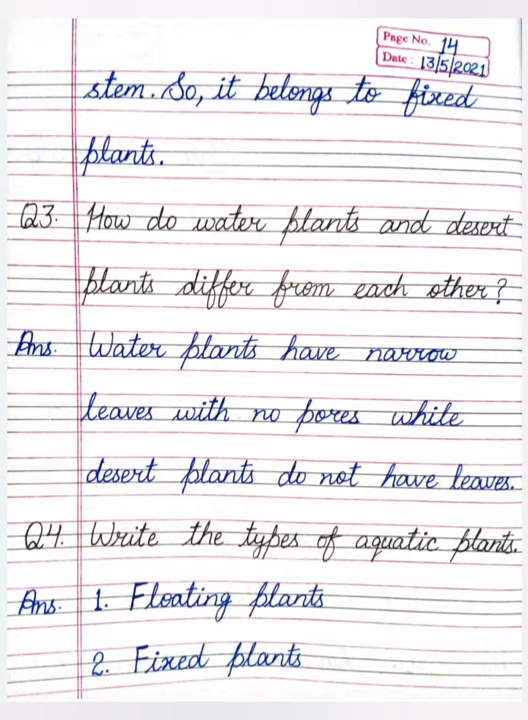 Page No. 14
Date : 13/5/2021
stem. So, it belongs to fixed
plants.
Q3. How do water plants and desert
plants differ from each other?
Ans. Water plants have narrow
leaves with no pores while
desert plants do not have leaves.
Q4. Write the types of aquatic plants.
Ans. 1. Floating plants
2. Fixed plants